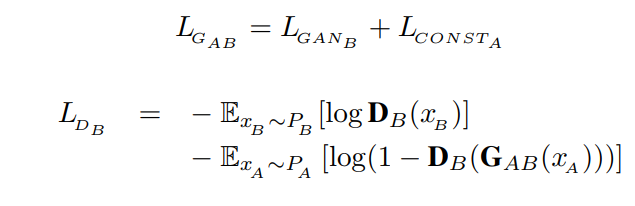 L_{G_{AB}} = L_{GAN_B} + L_{CONST_A}
L_{D_B} = − 𝔼_{x_B∼P_B}[log 𝐃_B(x_B)]
− 𝔼_{x_A∼P_A}[log(1 − 𝐃_B(𝐆_{AB}(x_A)))]